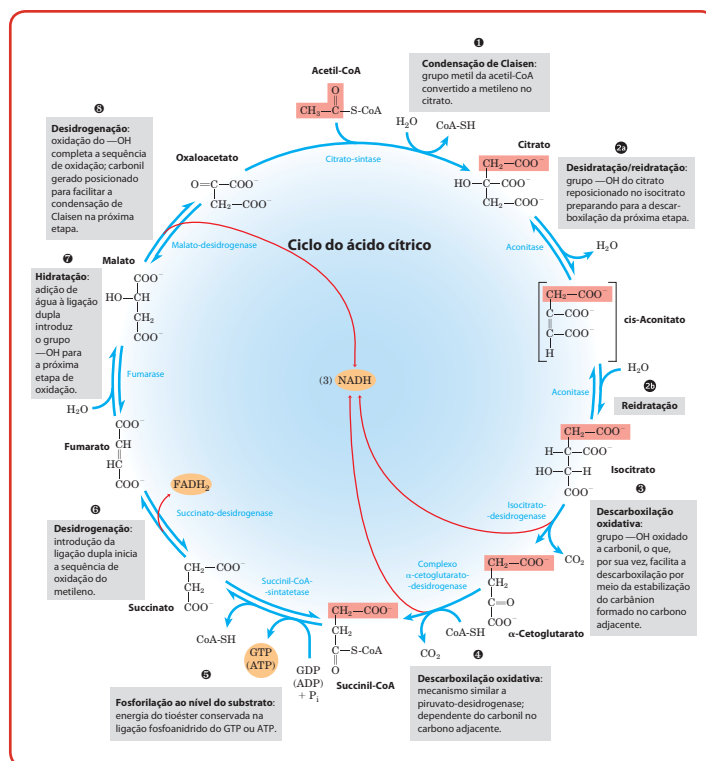 Ciclo do ácido cítrico
❶
Condensação de Claisen:
grupo metil da acetil-CoA
convertido a metileno no
citrato.
Acetil-CoA
O
CH₃—C—S-CoA
H₂O
CoA-SH
Citrato-sintase
Citrato
CH₂—COO⁻
HO—C—COO⁻
CH₂—COO⁻
❷a
Desidratação/reidratação:
grupo —OH do citrato
reposicionado no isocitrato
preparando para a descar-
boxilação da próxima etapa.
Aconitase
H₂O
CH₂—COO⁻
C—COO⁻
C—COO⁻
H
cis-Aconitato
H₂O
Aconitase
❷b
Reidratação
CH₂—COO⁻
H—C—COO⁻
HO—C—H
COO⁻
Isocitrato
❸
Descarboxilação
oxidativa:
grupo —OH oxidado
a carbonil, o que,
por sua vez, facilita a
descarboxilação por
meio da estabilização
do carbânion
formado no carbono
adjacente.
Isocitrato-
-desidrogenase
CO₂
CH₂—COO⁻
CH₂
C=O
COO⁻
α-Cetoglutarato
Complexo
α-cetoglutarato-
-desidrogenase
CoA-SH
CO₂
❹
Descarboxilação oxidativa:
mecanismo similar a
piruvato-desidrogenase;
dependente do carbonil no
carbono adjacente.
CH₂—COO⁻
CH₂
C—S-CoA
O
Succinil-CoA
Succinil-CoA-
-sintetase
GDP
(ADP)
+ Pᵢ
GTP
(ATP)
CoA-SH
❺
Fosforilação ao nível do substrato:
energia do tioéster conservada na
ligação fosfoanidrido do GTP ou ATP.
CH₂—COO⁻
CH₂
COO⁻
Succinato
❻
Desidrogenação:
introdução da
ligação dupla inicia
a sequência de
oxidação do
metileno.
Succinato-desidrogenase
FADH₂
COO⁻
CH
HC
COO⁻
Fumarato
H₂O
Fumarase
❼
Hidratação:
adição de
água à ligação
dupla
introduz
o grupo
—OH para
a próxima
etapa de
oxidação.
Malato
COO⁻
HO—CH
CH₂
COO⁻
Malato-desidrogenase
❽
Desidrogenação:
oxidação do —OH
completa a sequência
de oxidação; carbonil
gerado posicionado
para facilitar a
condensação de
Claisen na próxima
etapa.
Oxaloacetato
O=C—COO⁻
CH₂—COO⁻
(3) NADH